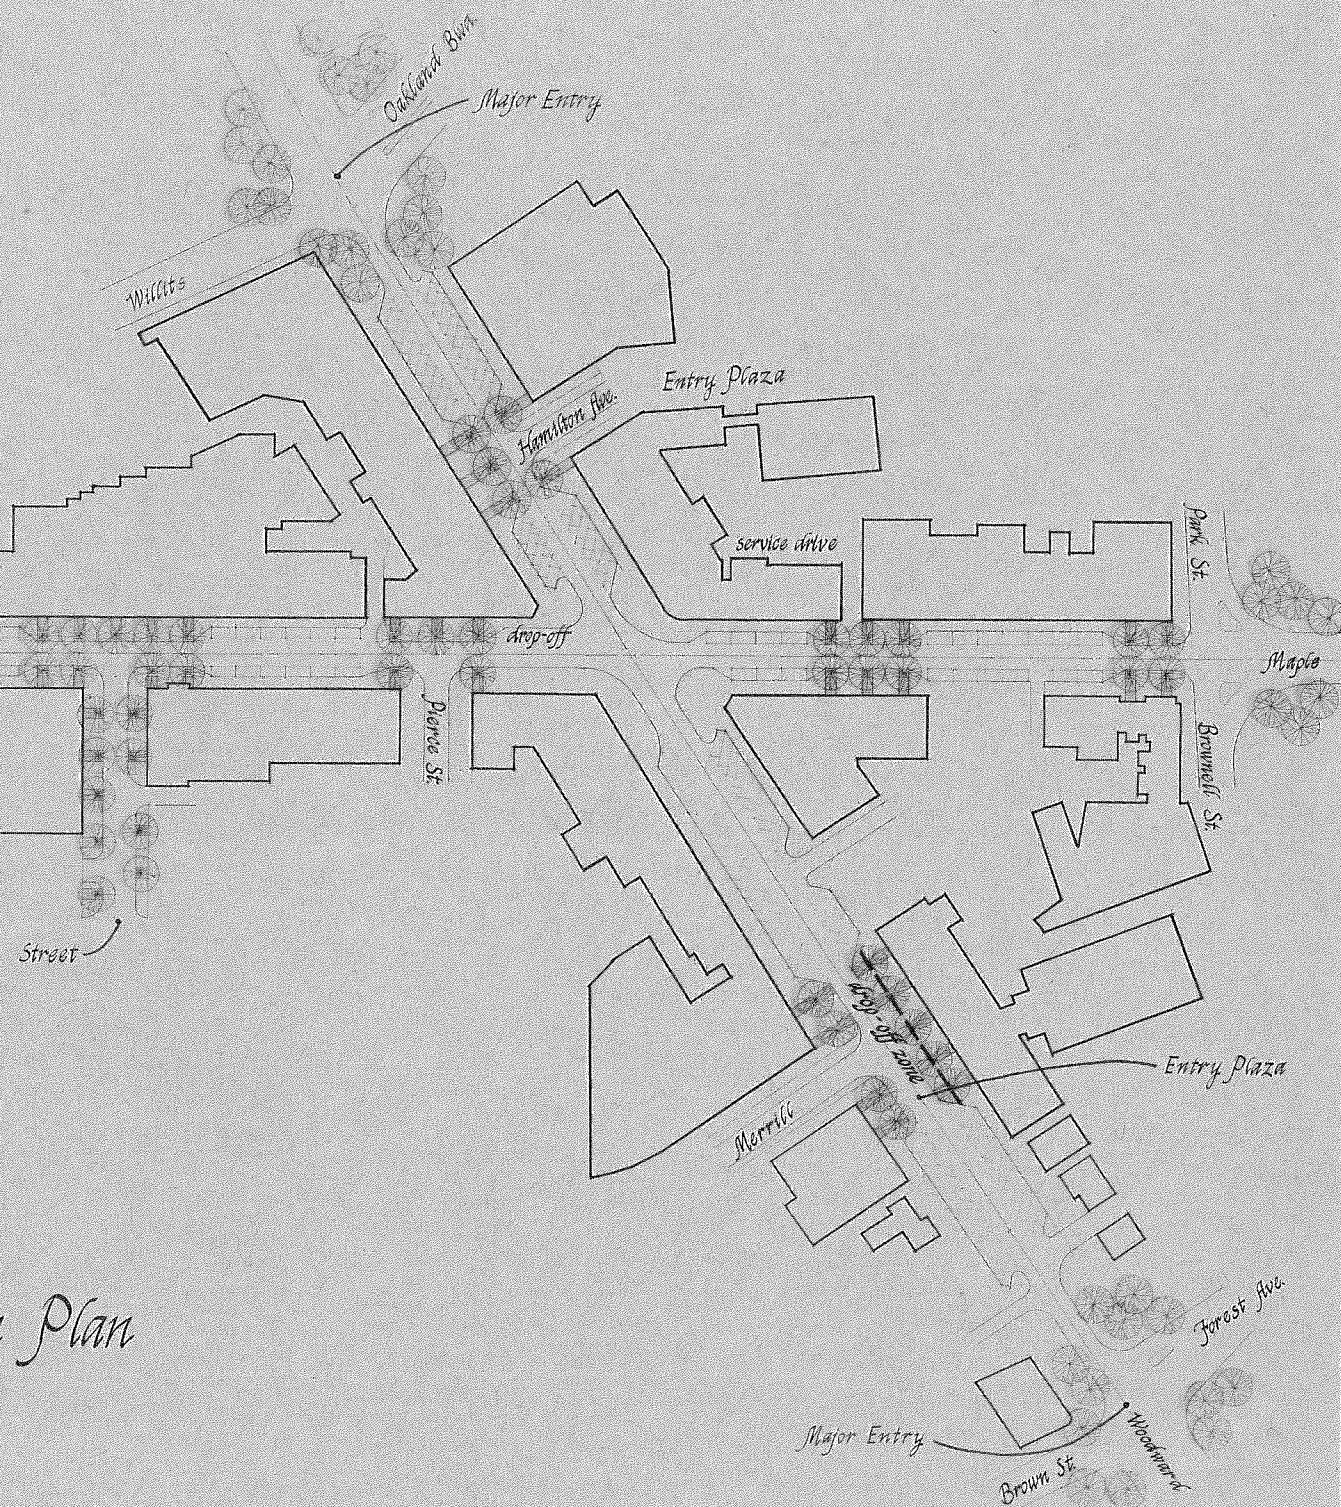 Oakland Bvd.
Major Entry
Willits
Entry Plaza
Hamilton Ave.
service drive
Park St.
drop-off
Maple
Pierce St.
Brownell St.
Street
drop-off zone
Entry Plaza
Merrill
Plan
Forest Ave.
Major Entry
Woodward
Brown St.